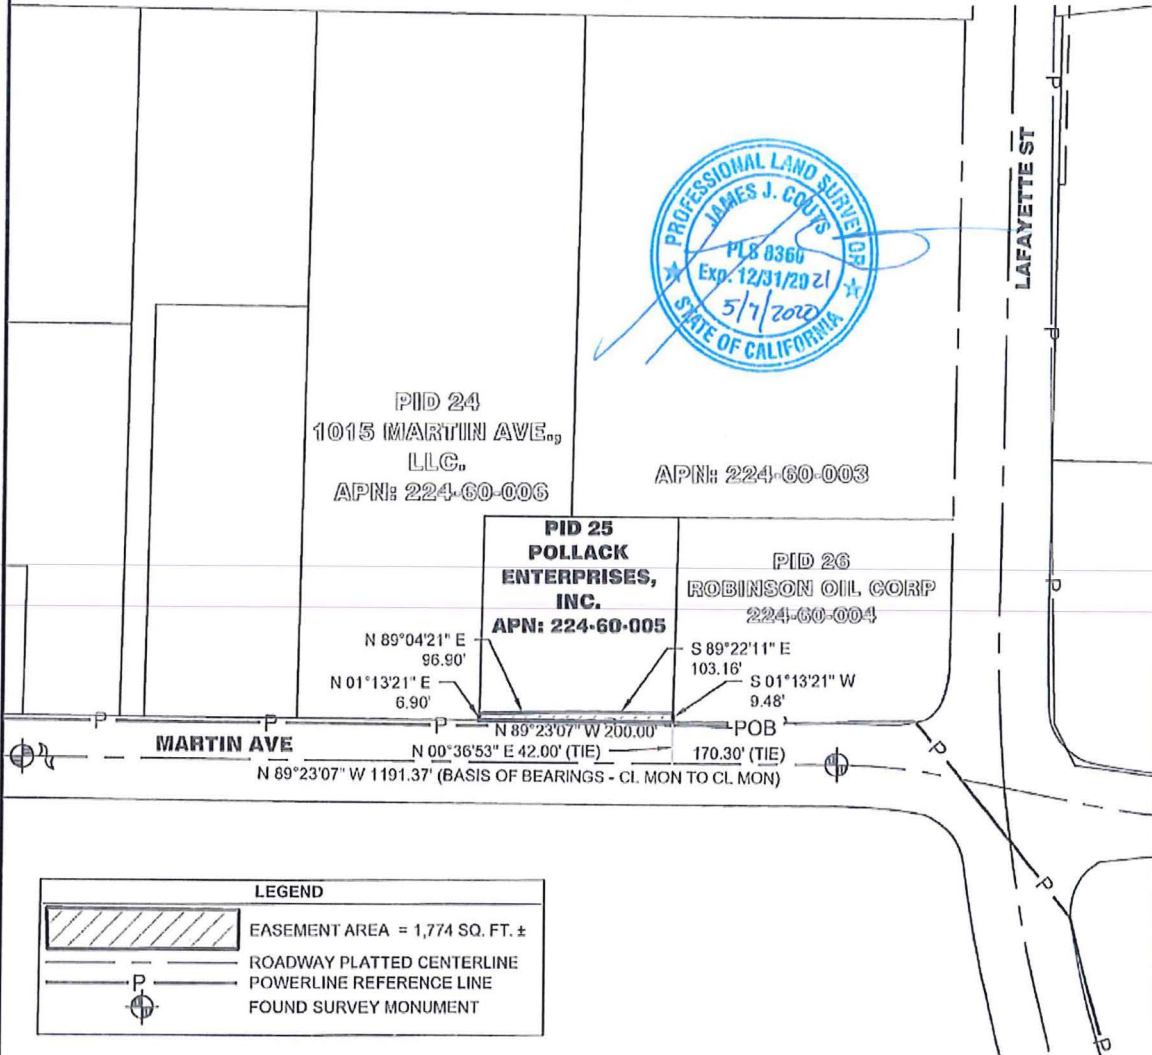 LAFAYETTE ST
PROFESSIONAL LAND SURVEYOR
JAMES J. COUTS
PLS 8360
Exp. 12/31/2021
5/7/2020
STATE OF CALIFORNIA
PID 24
1015 MARTIN AVE.,
LLC.
APN: 224-60-006
APN: 224-60-003
PID 25
POLLACK
ENTERPRISES,
INC.
APN: 224-60-005
PID 26
ROBINSON OIL CORP
224-60-004
N 89°04'21" E
96.90'
S 89°22'11" E
103.16'
N 01°13'21" E
6.90'
S 01°13'21" W
9.48'
P
P
P
P
P
P
P
P
P
N 89°23'07" W 200.00'
POB
MARTIN AVE
N 00°36'53" E 42.00' (TIE)
170.30' (TIE)
N 89°23'07" W 1191.37' (BASIS OF BEARINGS - CL MON TO CL MON)
LEGEND
EASEMENT AREA = 1,774 SQ. FT. ±
ROADWAY PLATTED CENTERLINE
P POWERLINE REFERENCE LINE
FOUND SURVEY MONUMENT